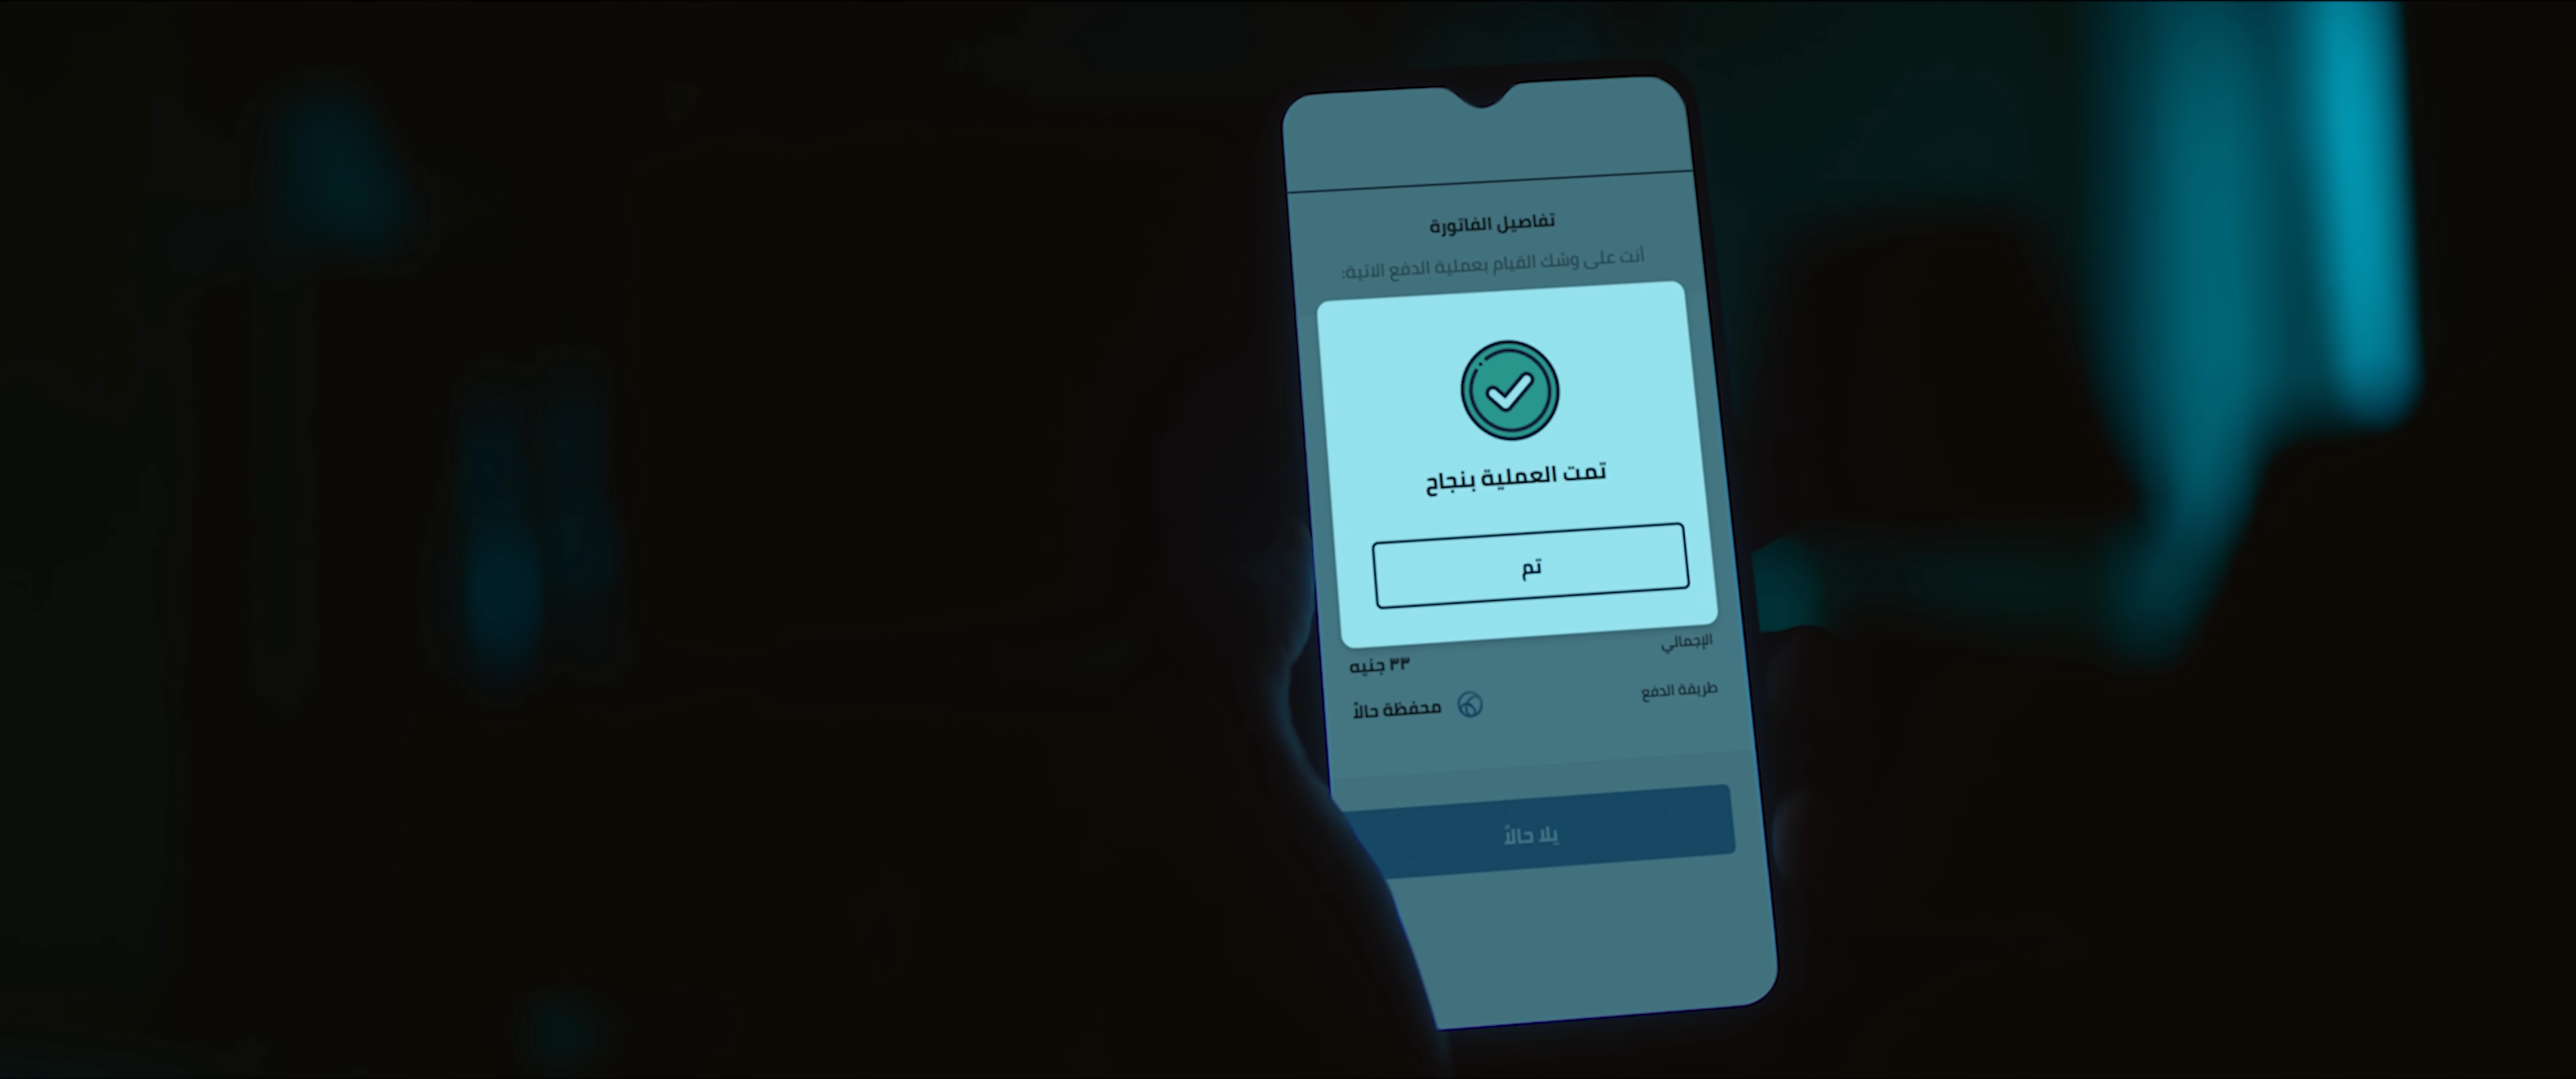 تفاصيل الفاتورة
أنت على وشك القيام بعملية الدفع الاتية:
تمت العملية بنجاح
تم
الإجمالي
٣٣ جنيه
طريقة الدفع
محفظة حالاً
يلا حالاً